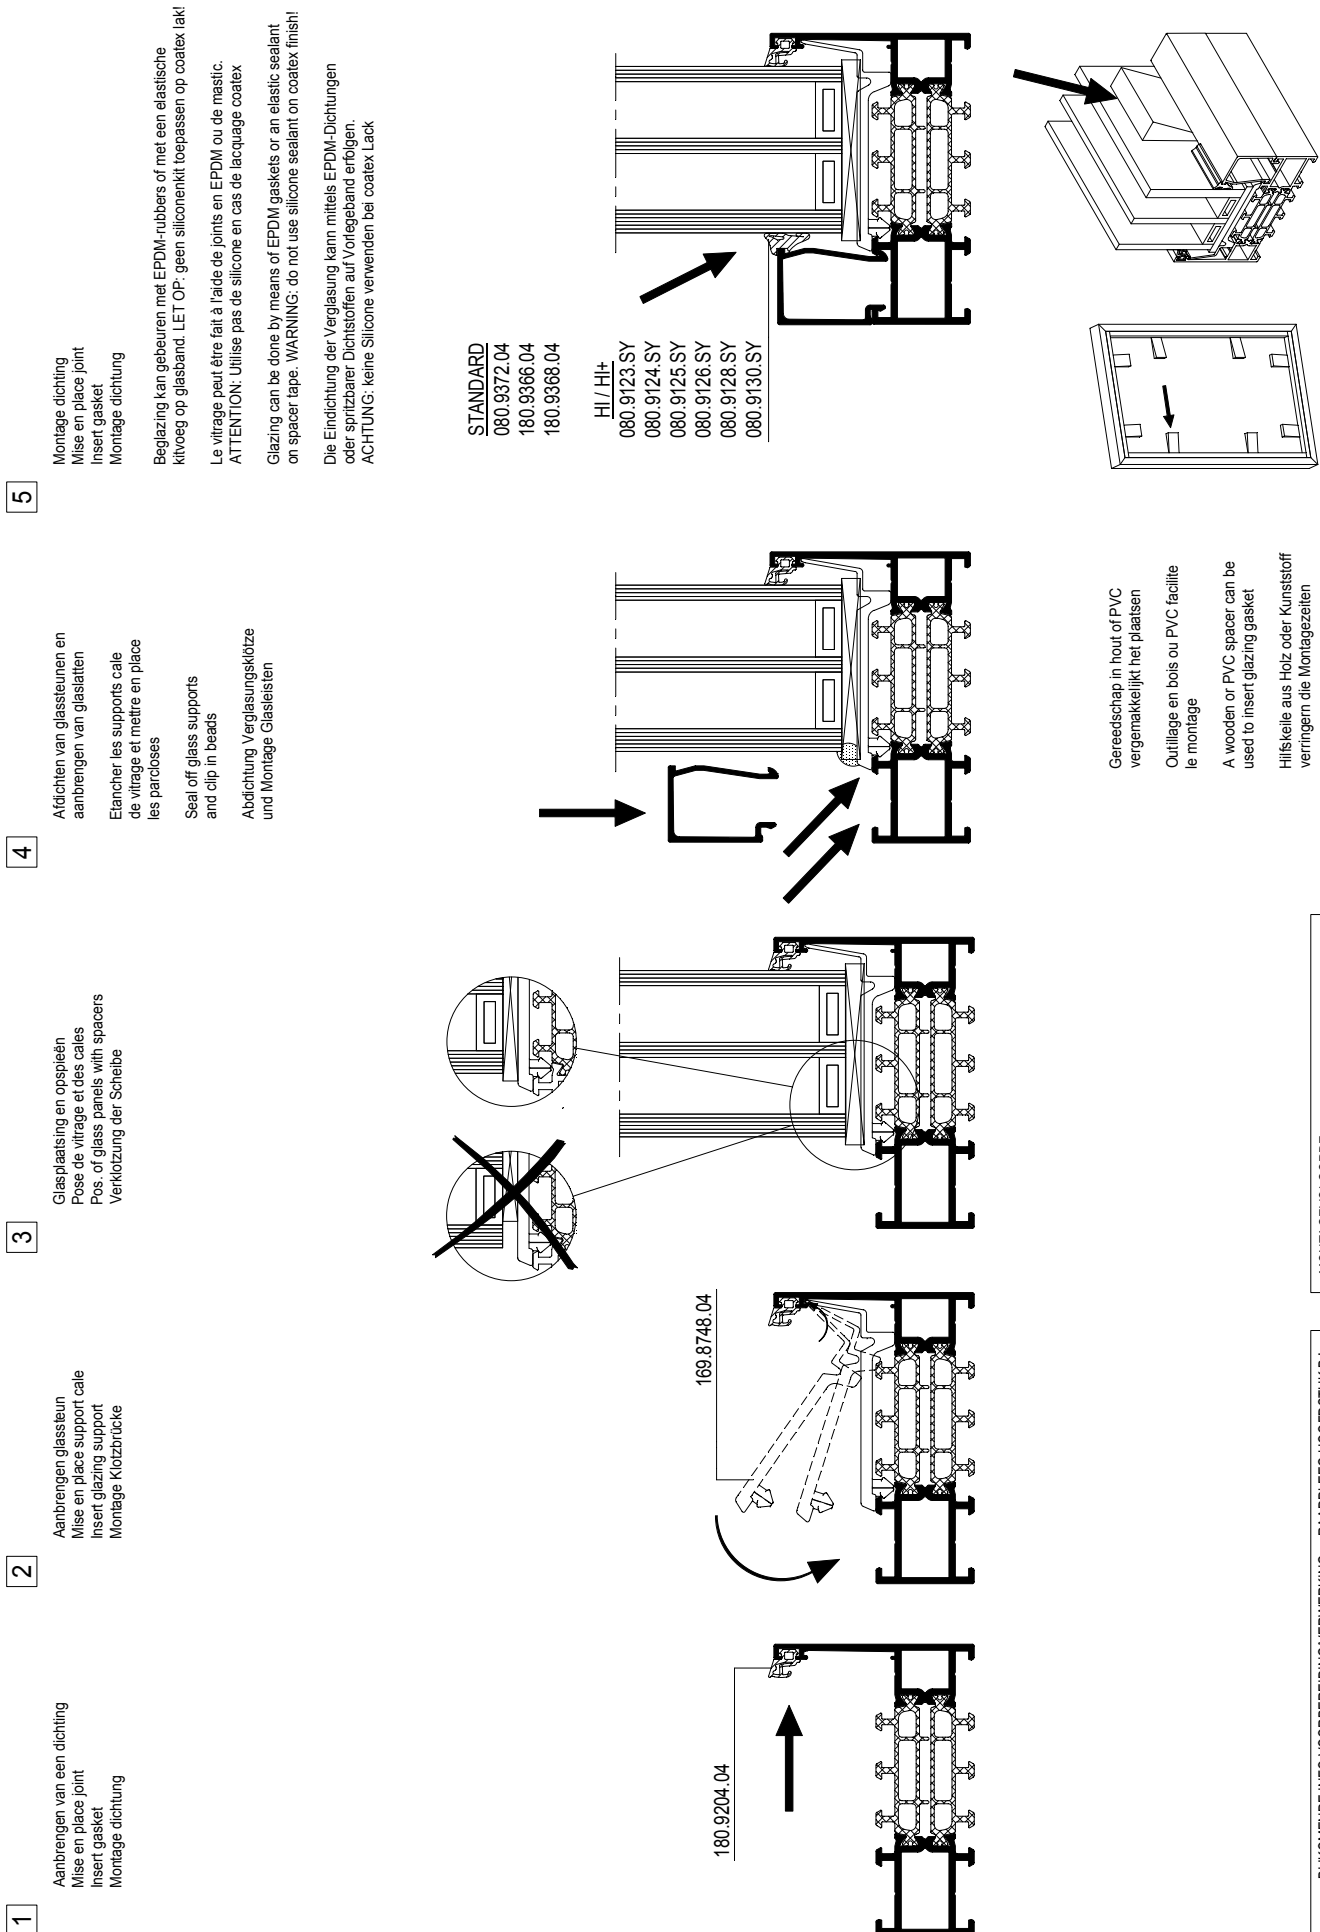 1
Aanbrengen van een dichting
Mise en place joint
Insert gasket
Montage dichtung
180.9204.04
2
Aanbrengen glassteun
Mise en place support cale
Insert glazing support
Montage Klotzbrücke
169.8748.04
3
Glasplaatsing en opspieën
Pose de vitrage et des cales
Pos. of glass panels with spacers
Verklotzung der Scheibe
4
Afdichten van glassteunen en
aanbrengen van glaslatten
Etancher les supports cale
de vitrage et mettre en place
les parcloses
Seal off glass supports
and clip in beads
Abdichtung Verglasungsklötze
und Montage Glasleisten
5
Montage dichting
Mise en place joint
Insert gasket
Montage dichtung
Beglazing kan gebeuren met EPDM-rubbers of met een elastische
kitvoeg op glasband. LET OP: geen siliconenkit toepassen op coatex lak!
Le vitrage peut être fait à l'aide de joints en EPDM ou de mastic.
ATTENTION: Utilise pas de silicone en cas de lacquage coatex
Glazing can be done by means of EPDM gaskets or an elastic sealant
on spacer tape. WARNING: do not use silicone sealant on coatex finish!
Die Eindichtung der Verglasung kann mittels EPDM-Dichtungen
oder spritzbarer Dichtstoffen auf Vorlegeband erfolgen.
ACHTUNG: keine Silicone verwenden bei coatex Lack
STANDARD
080.9372.04
180.9366.04
180.9368.04
HI / HI+
080.9123.SY
080.9124.SY
080.9125.SY
080.9126.SY
080.9128.SY
080.9130.SY
Gereedschap in hout of PVC
vergemakkelijkt het plaatsen
Outillage en bois ou PVC facilite
le montage
A wooden or PVC spacer can be
used to insert glazing gasket
Hilfskeile aus Holz oder Kunststoff
verringern die Montagezeiten